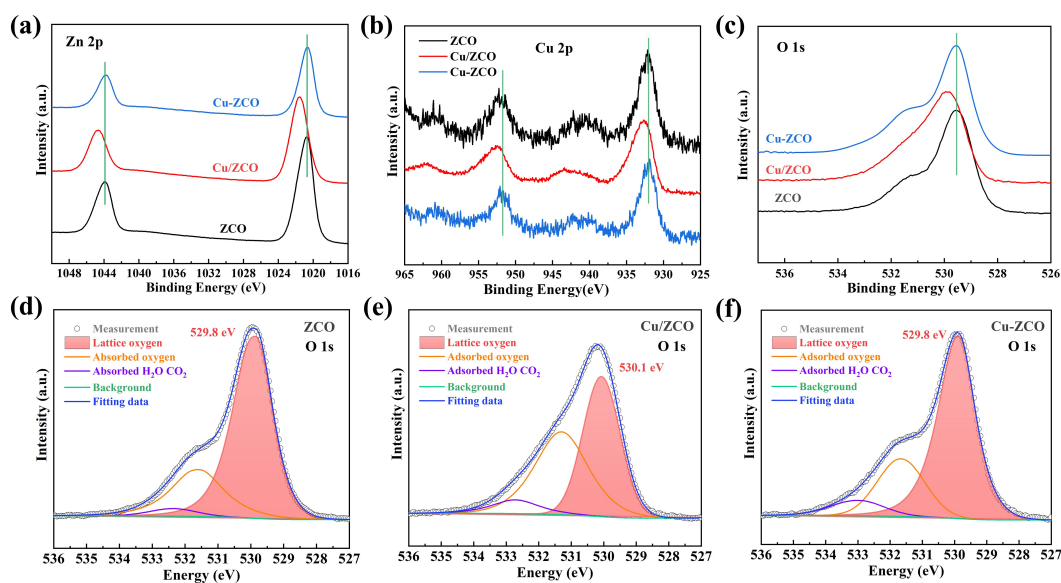 (a)
Zn 2p
Cu-ZCO
Cu/ZCO
ZCO
Intensity (a.u.)
1048 1044 1040 1036 1032 1028 1024 1020 1016
Binding Energy (eV)
(b)
Cu 2p
ZCO
Cu/ZCO
Cu-ZCO
Intensity (a.u.)
965 960 955 950 945 940 935 930 925
Binding Energy(eV)
(c)
O 1s
Cu-ZCO
Cu/ZCO
ZCO
Intensity (a.u.)
536 534 532 530 528 526
Binding Energy (eV)
(d)
ZCO
O 1s
529.8 eV
Measurement
Lattice oxygen
Absorbed oxygen
Absorbed H₂O CO₂
Background
Fitting data
Intensity (a.u.)
536 535 534 533 532 531 530 529 528 527
Energy (eV)
(e)
Cu/ZCO
O 1s
530.1 eV
Measurement
Lattice oxygen
Adsorbed oxygen
Adsorbed H₂O CO₂
Background
Fitting data
Intensity (a.u.)
536 535 534 533 532 531 530 529 528 527
Energy (eV)
(f)
Cu-ZCO
O 1s
529.8 eV
Measurement
Lattice oxygen
Adsorbed oxygen
Adsorbed H₂O CO₂
Background
Fitting data
Intensity (a.u.)
536 535 534 533 532 531 530 529 528 527
Energy (eV)